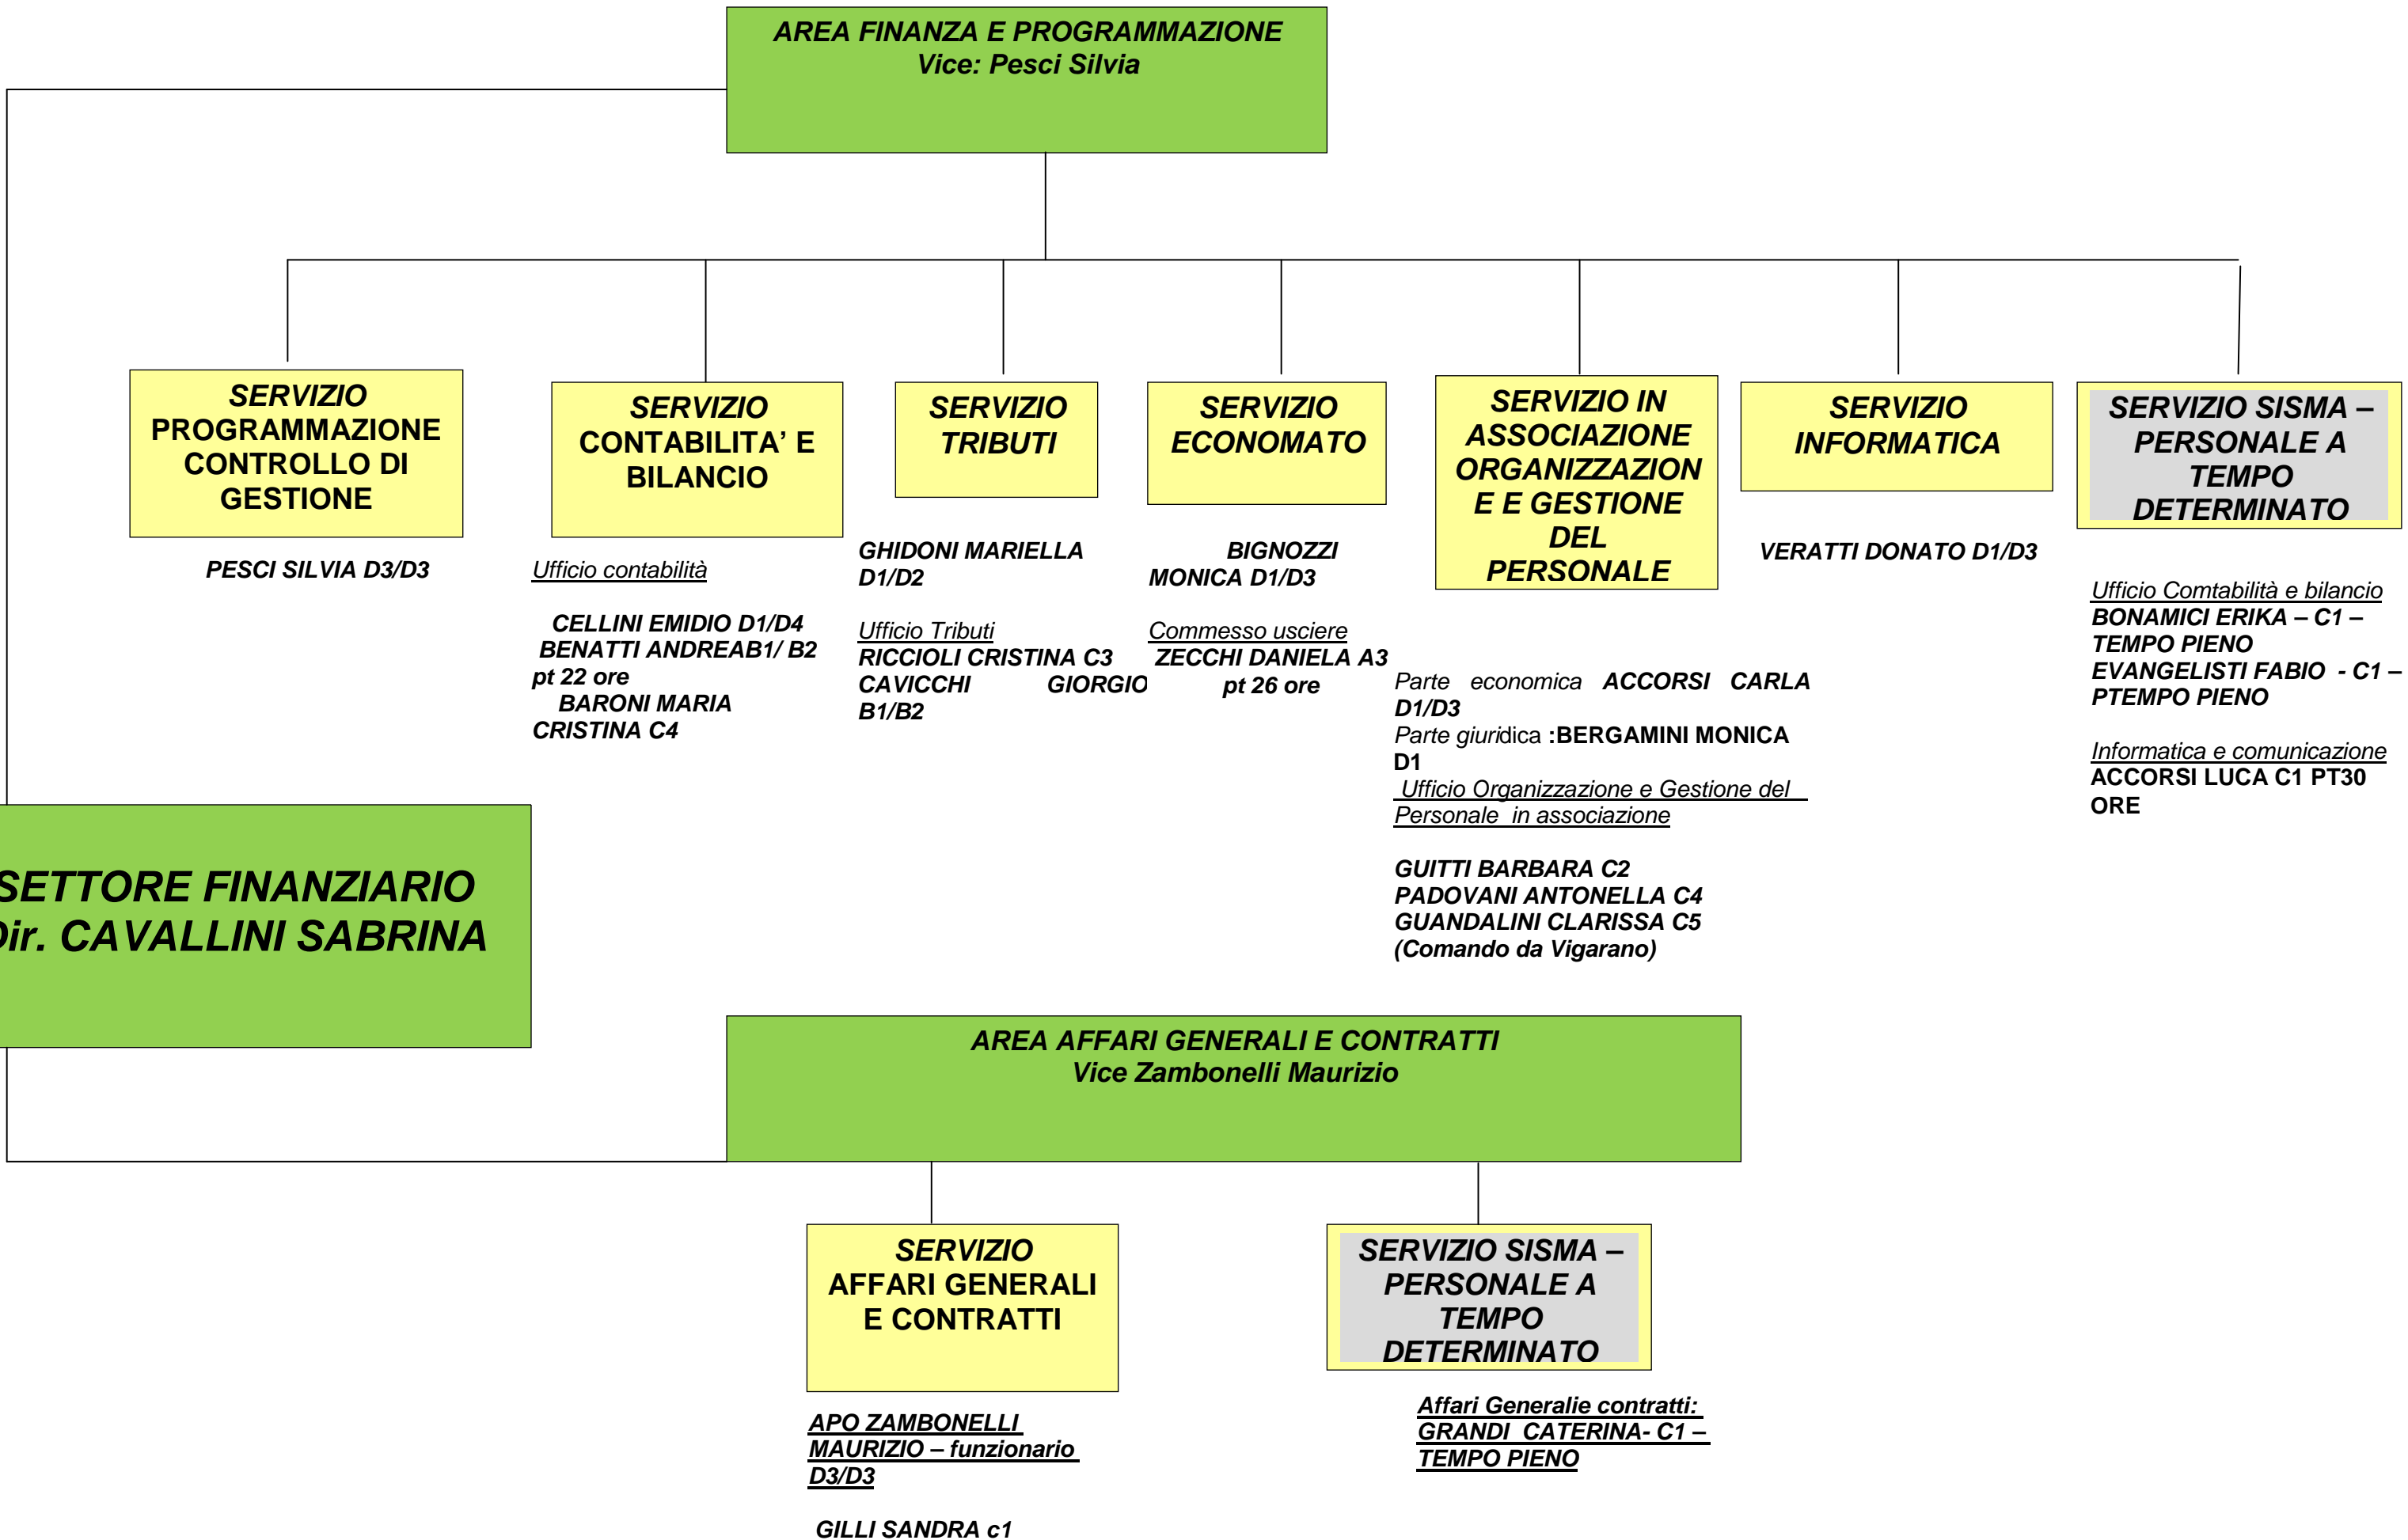 AREA FINANZA E PROGRAMMAZIONE
Vice: Pesci Silvia
SERVIZIO
PROGRAMMAZIONE
CONTROLLO DI
GESTIONE
PESCI SILVIA D3/D3
SERVIZIO
CONTABILITA’ E
BILANCIO
Ufficio contabilità
CELLINI EMIDIO D1/D4
BENATTI ANDREAB1/ B2
pt 22 ore
BARONI MARIA
CRISTINA C4
SERVIZIO
TRIBUTI
GHIDONI MARIELLA
D1/D2
Ufficio Tributi
RICCIOLI CRISTINA C3
CAVICCHI GIORGIO
B1/B2
SERVIZIO
ECONOMATO
BIGNOZZI
MONICA D1/D3
Commesso usciere
ZECCHI DANIELA A3
pt 26 ore
SERVIZIO IN
ASSOCIAZIONE
ORGANIZZAZION
E E GESTIONE
DEL
PERSONALE
Parte economica ACCORSI CARLA
D1/D3
Parte giuridica :BERGAMINI MONICA
D1
Ufficio Organizzazione e Gestione del
Personale in associazione
GUITTI BARBARA C2
PADOVANI ANTONELLA C4
GUANDALINI CLARISSA C5
(Comando da Vigarano)
SERVIZIO
INFORMATICA
VERATTI DONATO D1/D3
SERVIZIO SISMA –
PERSONALE A
TEMPO
DETERMINATO
Ufficio Comtabilità e bilancio
BONAMICI ERIKA – C1 –
TEMPO PIENO
EVANGELISTI FABIO - C1 –
PTEMPO PIENO
Informatica e comunicazione
ACCORSI LUCA C1 PT30
ORE
SETTORE FINANZIARIO
Dir. CAVALLINI SABRINA
AREA AFFARI GENERALI E CONTRATTI
Vice Zambonelli Maurizio
SERVIZIO
AFFARI GENERALI
E CONTRATTI
APO ZAMBONELLI
MAURIZIO – funzionario
D3/D3
GILLI SANDRA c1
SERVIZIO SISMA –
PERSONALE A
TEMPO
DETERMINATO
Affari Generalie contratti:
GRANDI CATERINA- C1 –
TEMPO PIENO